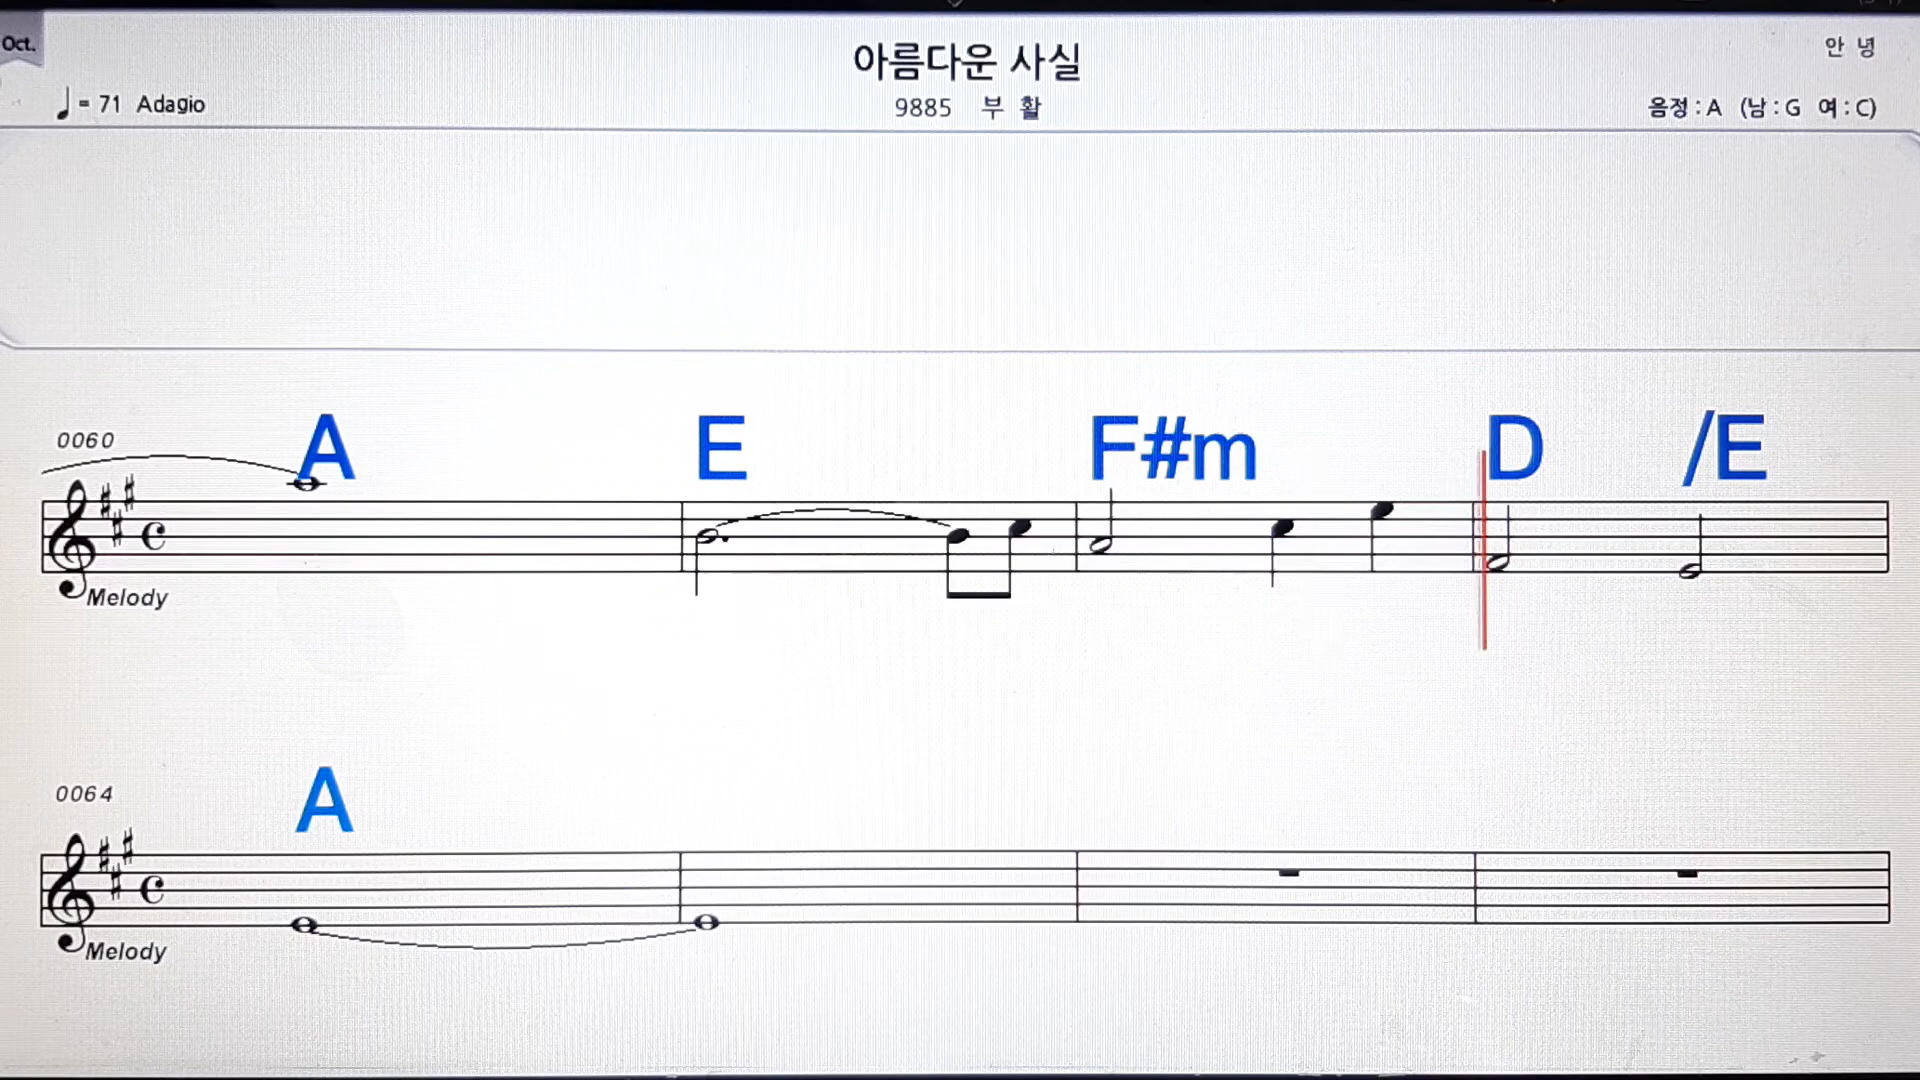 Oct.
아름다운 사실
안 녕
♩ = 71 Adagio
9885 부 활
음정 : A (남 : G 여 : C)
0060 A E F#m D /E
Melody
0064 A
Melody